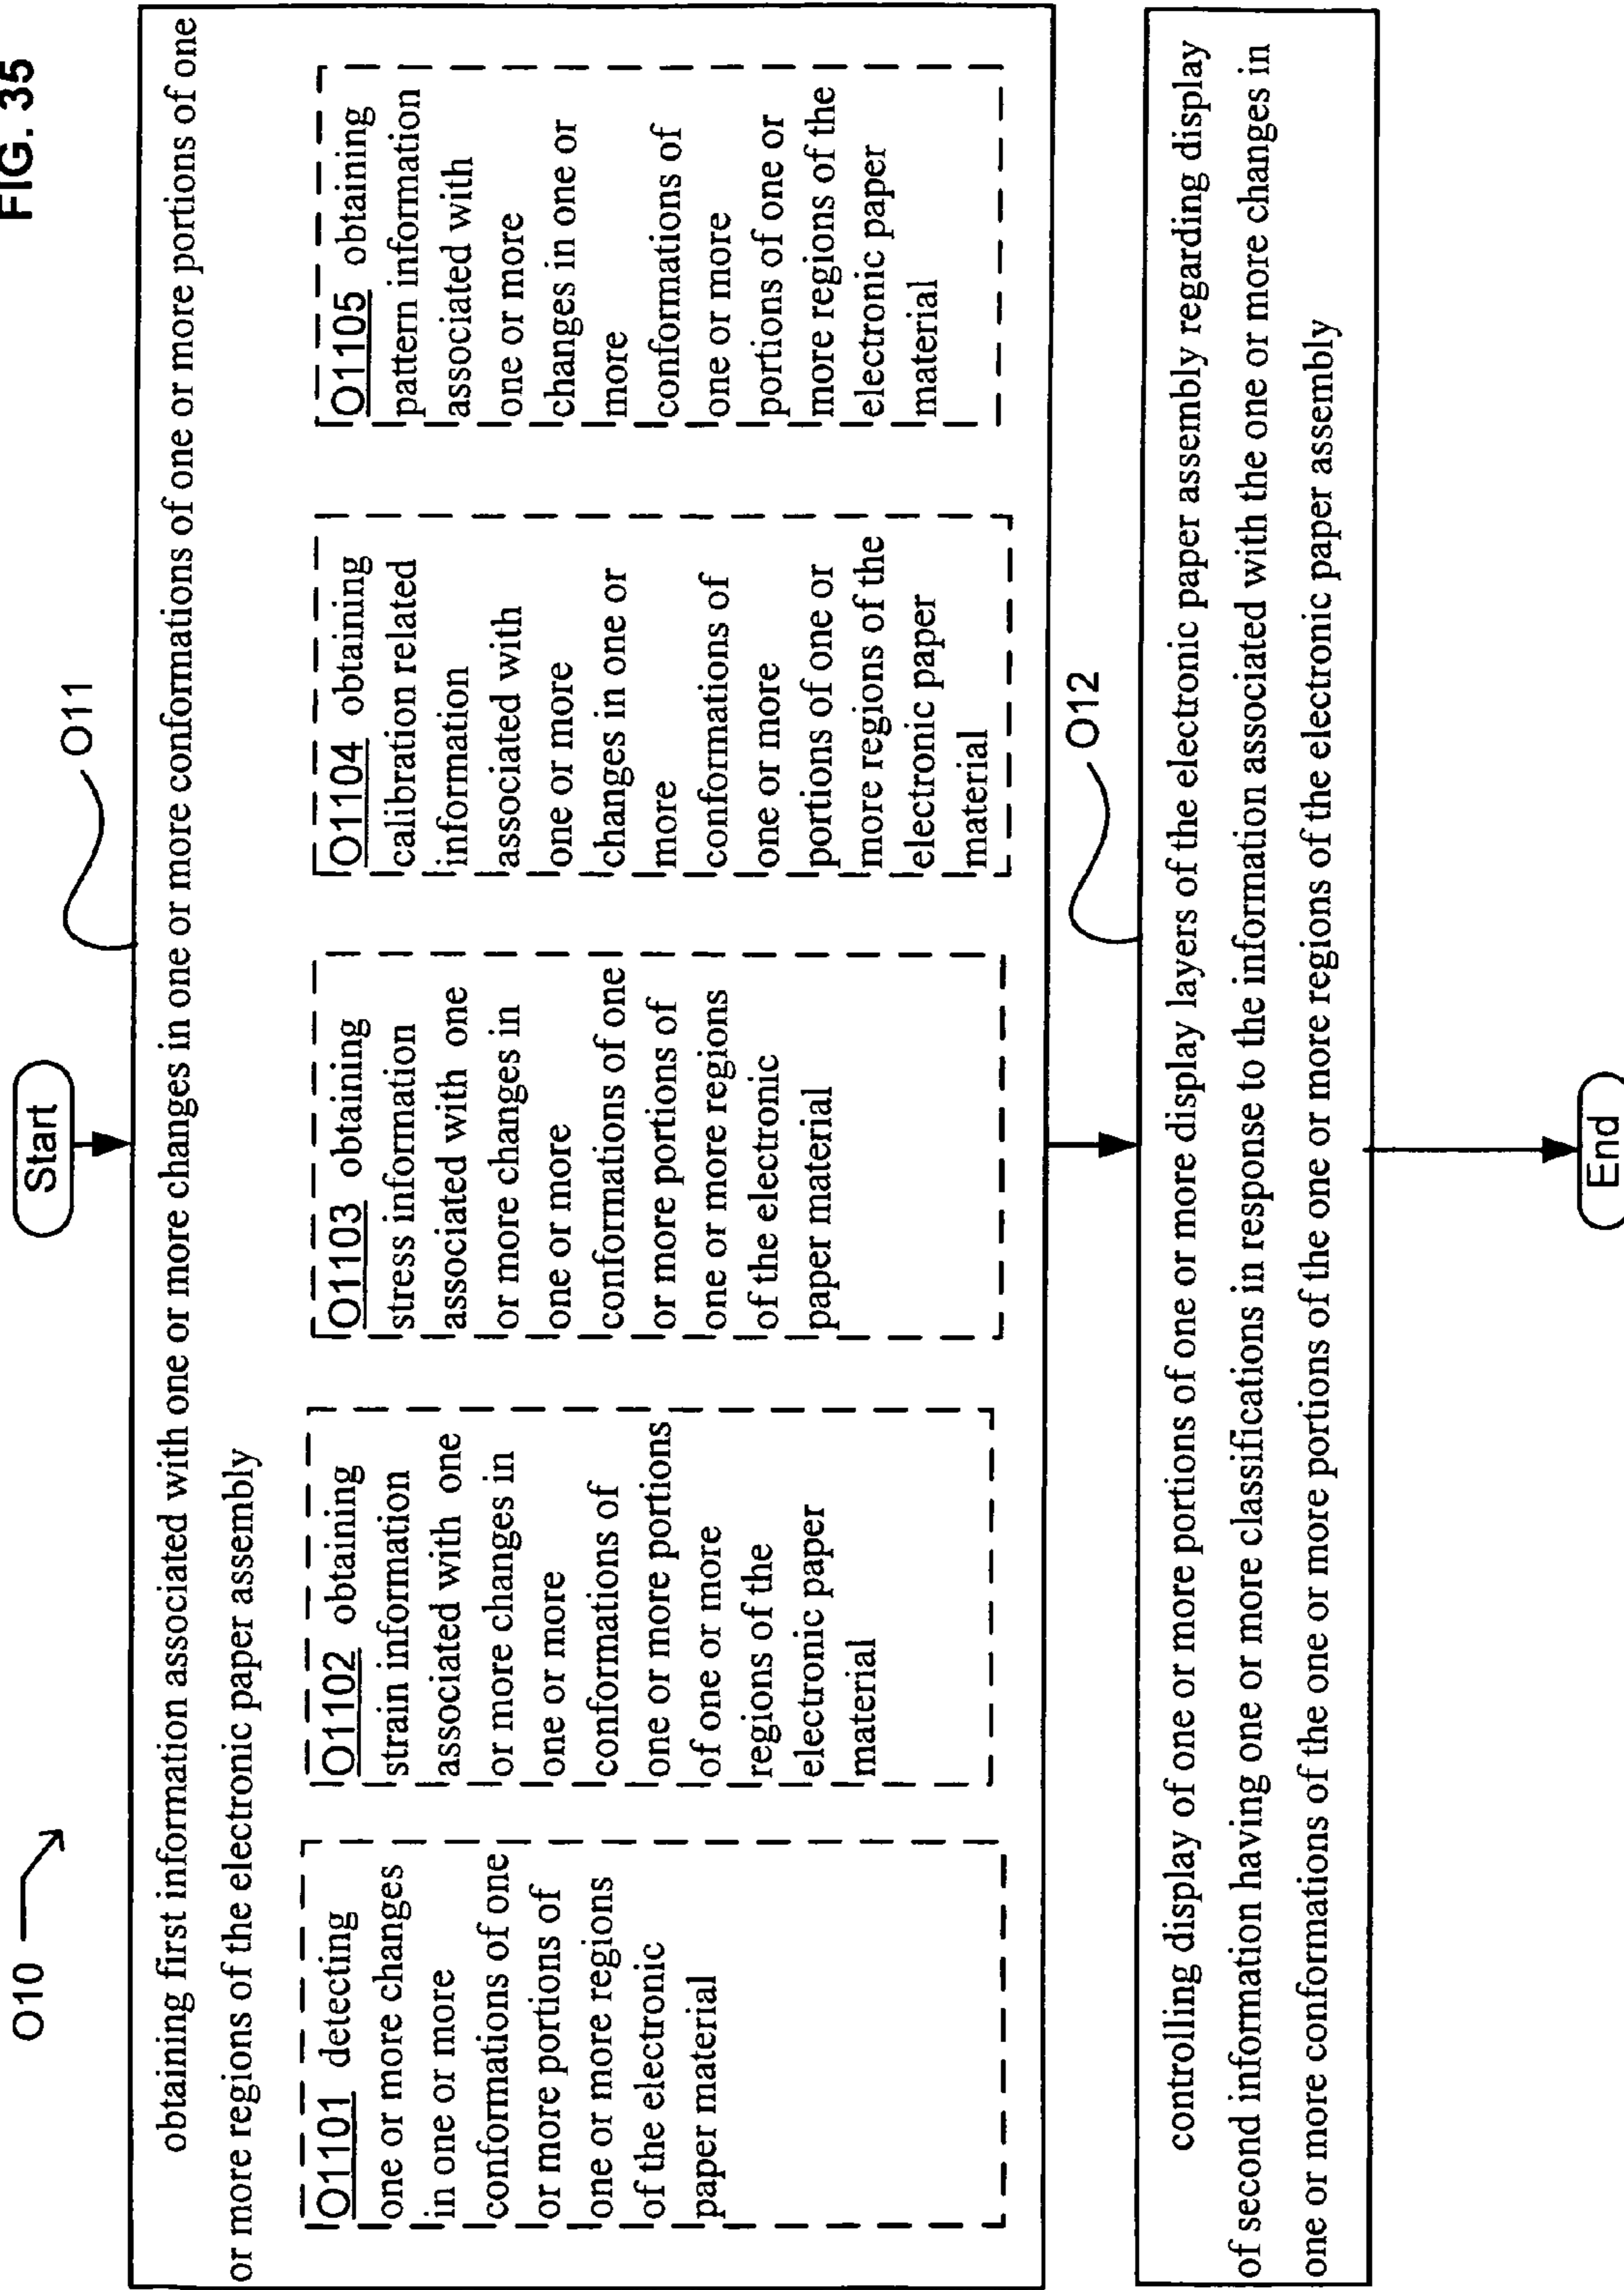 FIG. 35
O10
Start
O11
obtaining first information associated with one or more changes in one or more conformations of one or more portions of one
or more regions of the electronic paper assembly
O1101 detecting
one or more changes
in one or more
conformations of one
or more portions of
one or more regions
of the electronic
paper material
O1102 obtaining
strain information
associated with one
or more changes in
one or more
conformations of
one or more portions
of one or more
regions of the
electronic paper
material
O1103 obtaining
stress information
associated with one
or more changes in
one or more
conformations of one
or more portions of
one or more regions
of the electronic
paper material
O1104 obtaining
calibration related
information
associated with
one or more
changes in one or
more
conformations of
one or more
portions of one or
more regions of the
electronic paper
material
O1105 obtaining
pattern information
associated with
one or more
changes in one or
more
conformations of
one or more
portions of one or
more regions of the
electronic paper
material
O12
controlling display of one or more portions of one or more display layers of the electronic paper assembly regarding display
of second information having one or more classifications in response to the information associated with the one or more changes in
one or more conformations of the one or more portions of the one or more regions of the electronic paper assembly
End